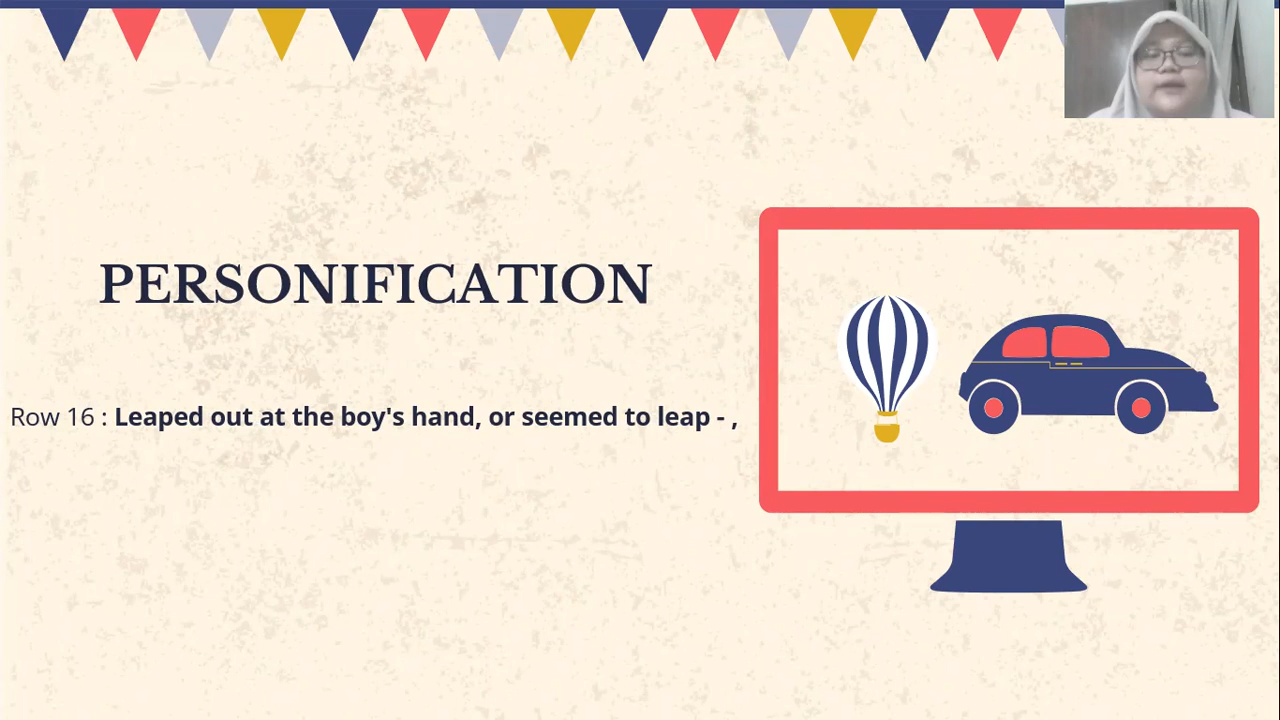 PERSONIFICATION
Row 16 : Leaped out at the boy's hand, or seemed to leap - ,